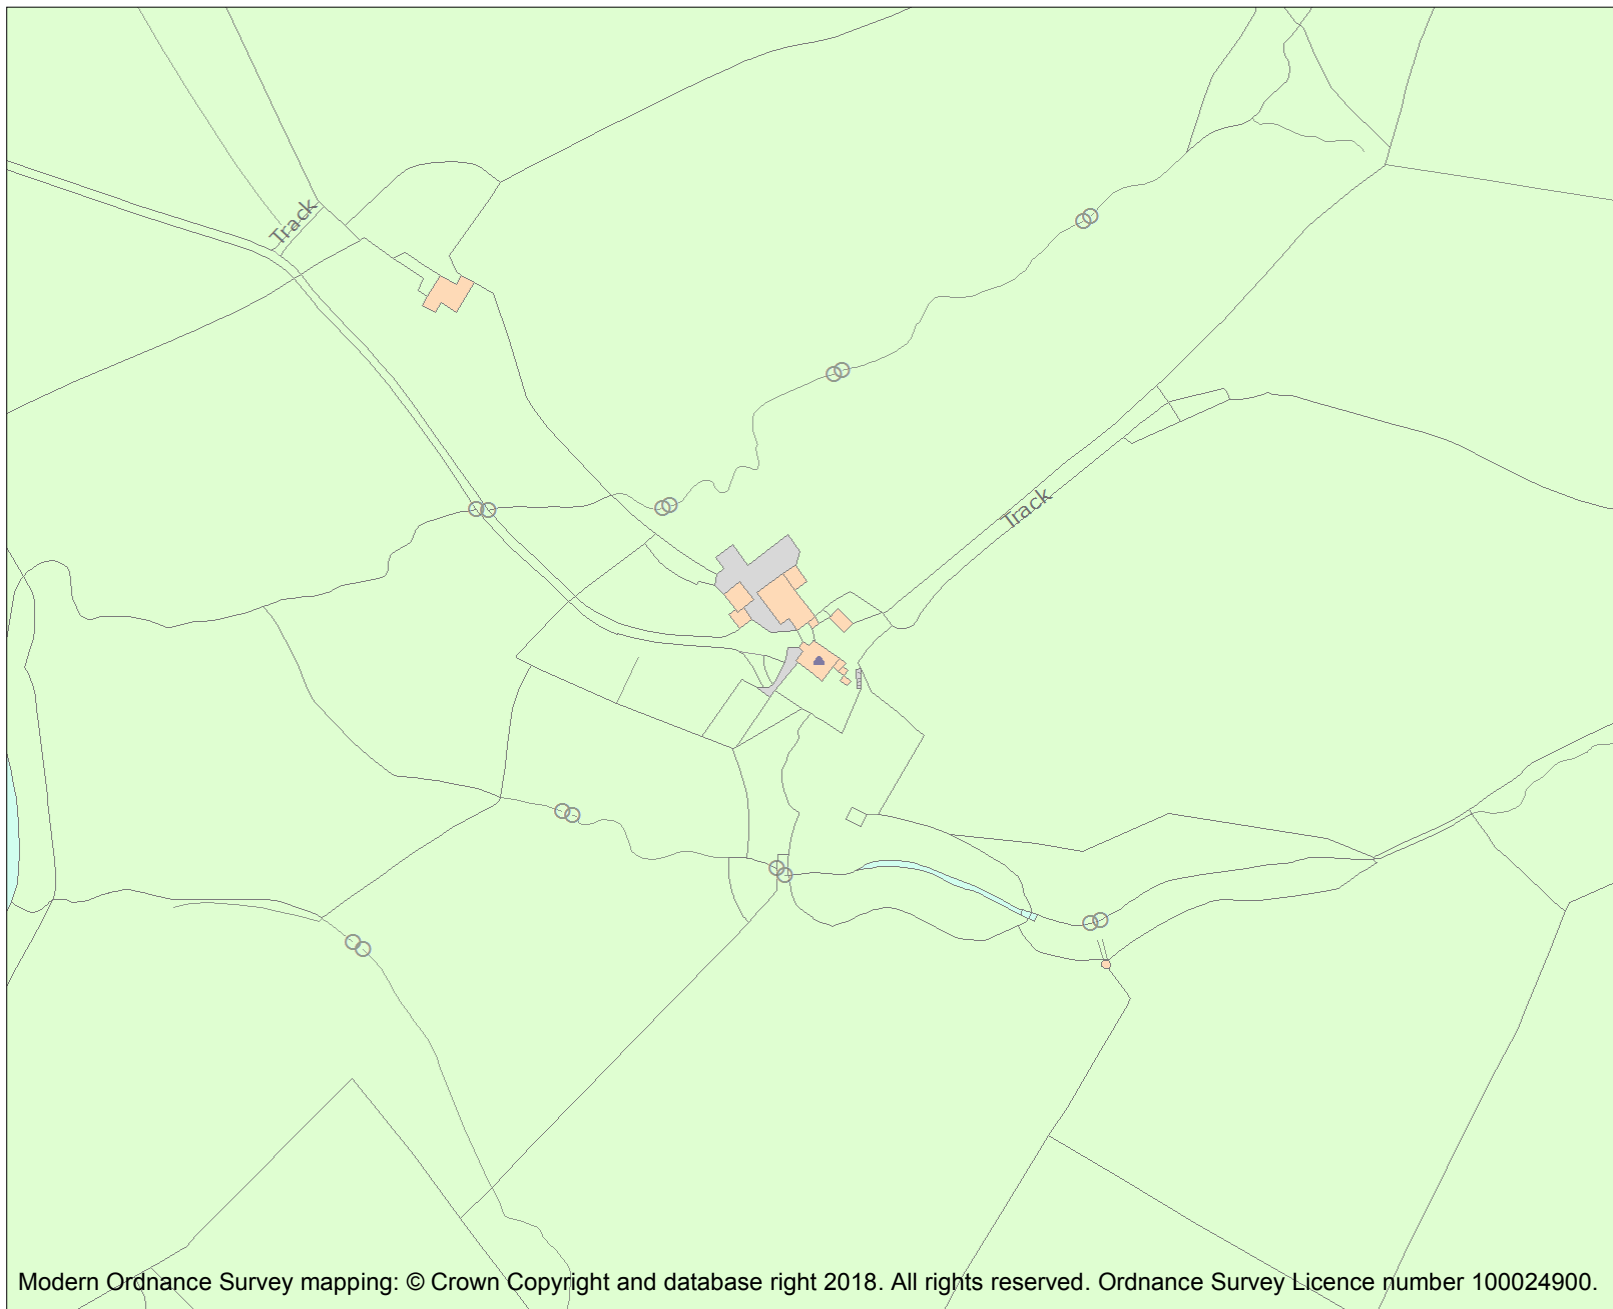 Track
Track
Modern Ordnance Survey mapping: © Crown Copyright and database right 2018. All rights reserved. Ordnance Survey Licence number 100024900.